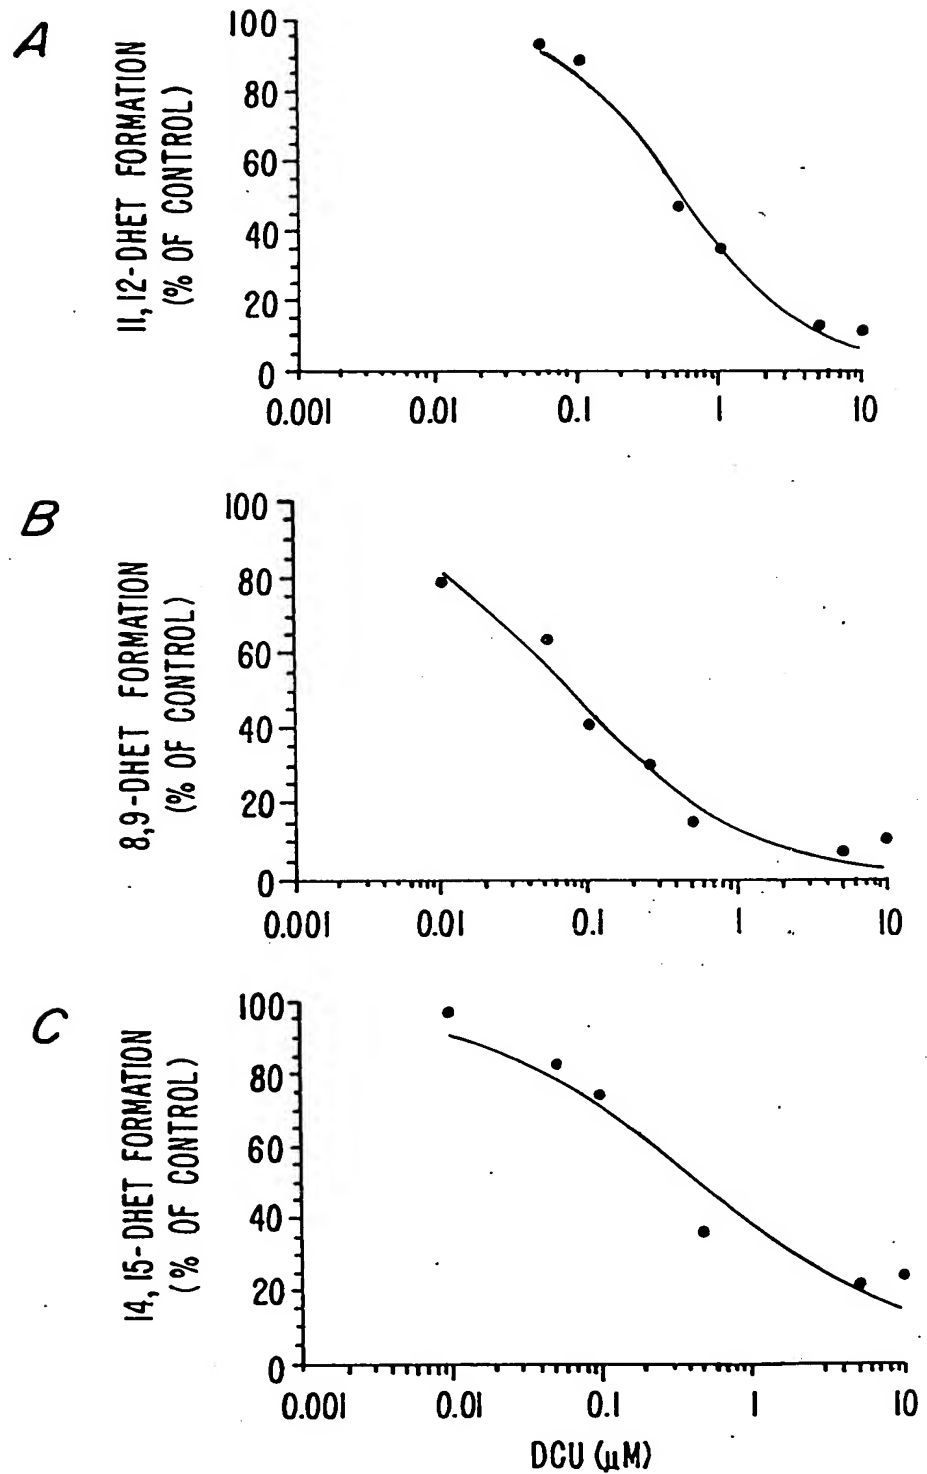 A
11,12-DHET FORMATION
(% OF CONTROL)
100
80
60
40
20
0
0.001 0.01 0.1 1 10
B
8,9-DHET FORMATION
(% OF CONTROL)
100
80
60
40
20
0
0.001 0.01 0.1 1 10
C
14,15-DHET FORMATION
(% OF CONTROL)
100
80
60
40
20
0
0.001 0.01 0.1 1 10
DCU (μM)